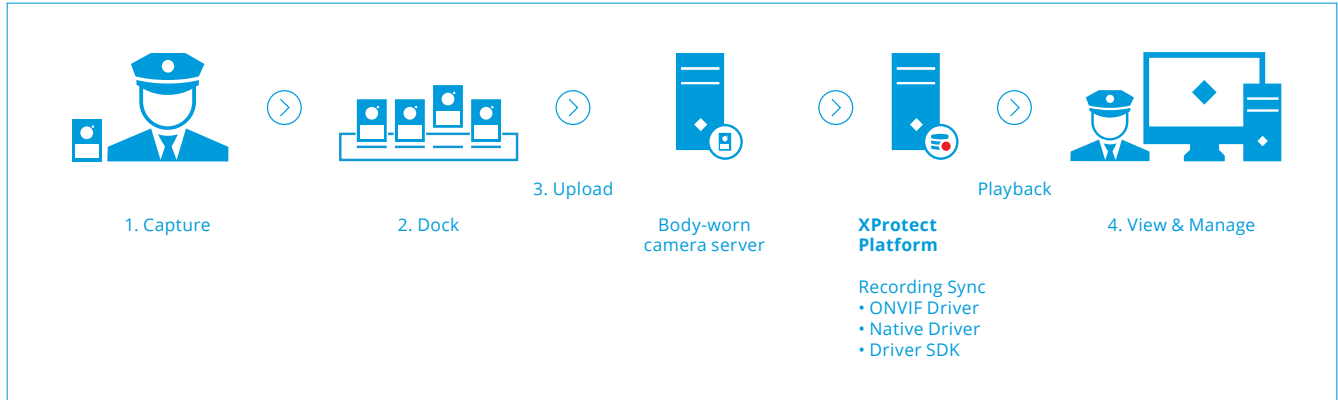 3. Upload
Playback
1. Capture
2. Dock
Body-worn
camera server
XProtect
Platform
4. View & Manage
Recording Sync
• ONVIF Driver
• Native Driver
• Driver SDK